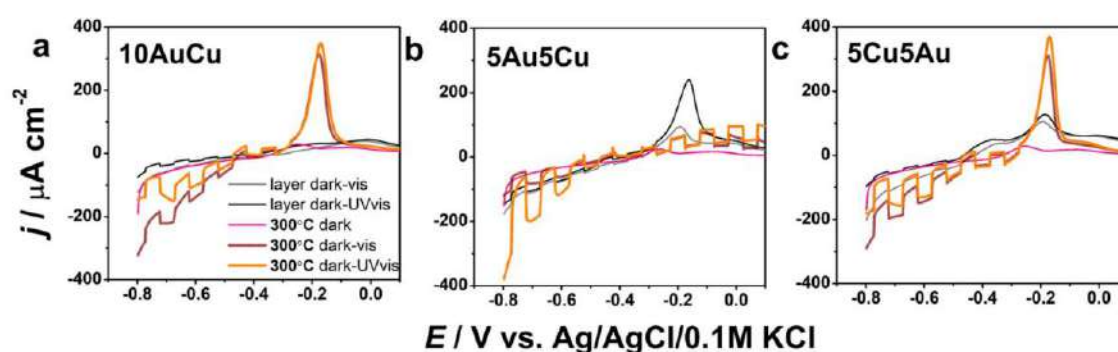 a
10AuCu
b
5Au5Cu
c
5Cu5Au
j / μA cm⁻²
400
200
0
-200
-400
layer dark-vis
layer dark-UVvis
300°C dark
300°C dark-vis
300°C dark-UVvis
-0.8 -0.6 -0.4 -0.2 0.0
400
200
0
-200
-400
-0.8 -0.6 -0.4 -0.2 0.0
400
200
0
-200
-400
-0.8 -0.6 -0.4 -0.2 0.0
E / V vs. Ag/AgCl/0.1M KCl